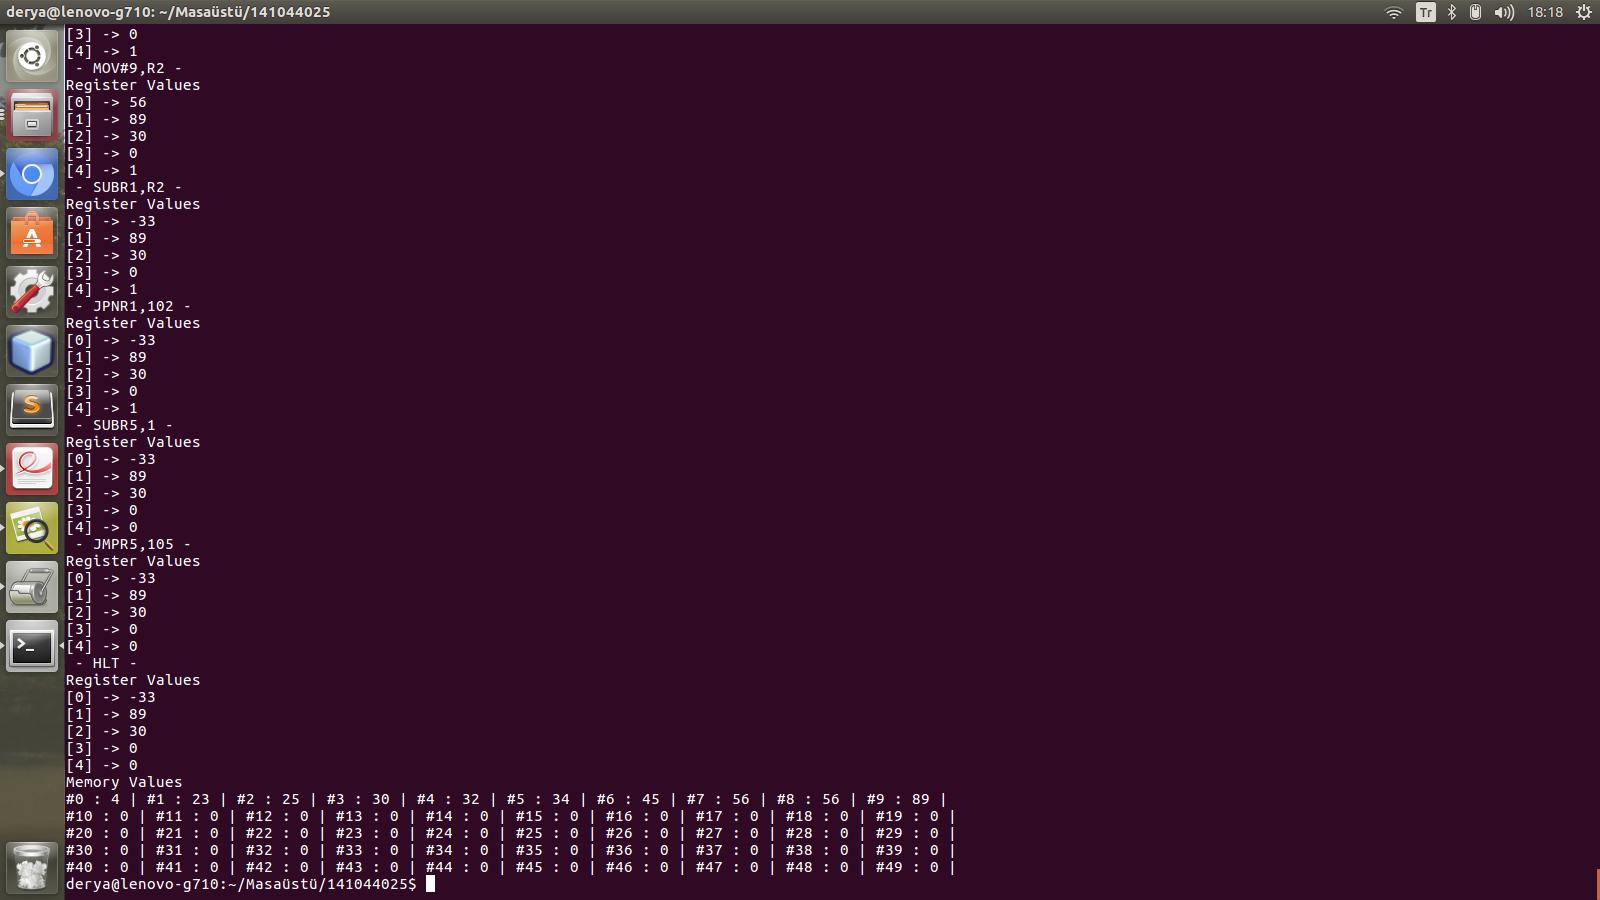 derya@lenovo-g710: ~/Masaüstü/141044025
Tr
18:18
[3] -> 0
[4] -> 1
- MOV#9,R2 -
Register Values
[0] -> 56
[1] -> 89
[2] -> 30
[3] -> 0
[4] -> 1
- SUBR1,R2 -
Register Values
[0] -> -33
[1] -> 89
[2] -> 30
[3] -> 0
[4] -> 1
- JPNR1,102 -
Register Values
[0] -> -33
[1] -> 89
[2] -> 30
[3] -> 0
[4] -> 1
- SUBR5,1 -
Register Values
[0] -> -33
[1] -> 89
[2] -> 30
[3] -> 0
[4] -> 0
- JMPR5,105 -
Register Values
[0] -> -33
[1] -> 89
[2] -> 30
[3] -> 0
[4] -> 0
- HLT -
Register Values
[0] -> -33
[1] -> 89
[2] -> 30
[3] -> 0
[4] -> 0
Memory Values
#0 : 4 | #1 : 23 | #2 : 25 | #3 : 30 | #4 : 32 | #5 : 34 | #6 : 45 | #7 : 56 | #8 : 56 | #9 : 89 |
#10 : 0 | #11 : 0 | #12 : 0 | #13 : 0 | #14 : 0 | #15 : 0 | #16 : 0 | #17 : 0 | #18 : 0 | #19 : 0 |
#20 : 0 | #21 : 0 | #22 : 0 | #23 : 0 | #24 : 0 | #25 : 0 | #26 : 0 | #27 : 0 | #28 : 0 | #29 : 0 |
#30 : 0 | #31 : 0 | #32 : 0 | #33 : 0 | #34 : 0 | #35 : 0 | #36 : 0 | #37 : 0 | #38 : 0 | #39 : 0 |
#40 : 0 | #41 : 0 | #42 : 0 | #43 : 0 | #44 : 0 | #45 : 0 | #46 : 0 | #47 : 0 | #48 : 0 | #49 : 0 |
derya@lenovo-g710:~/Masaüstü/141044025$